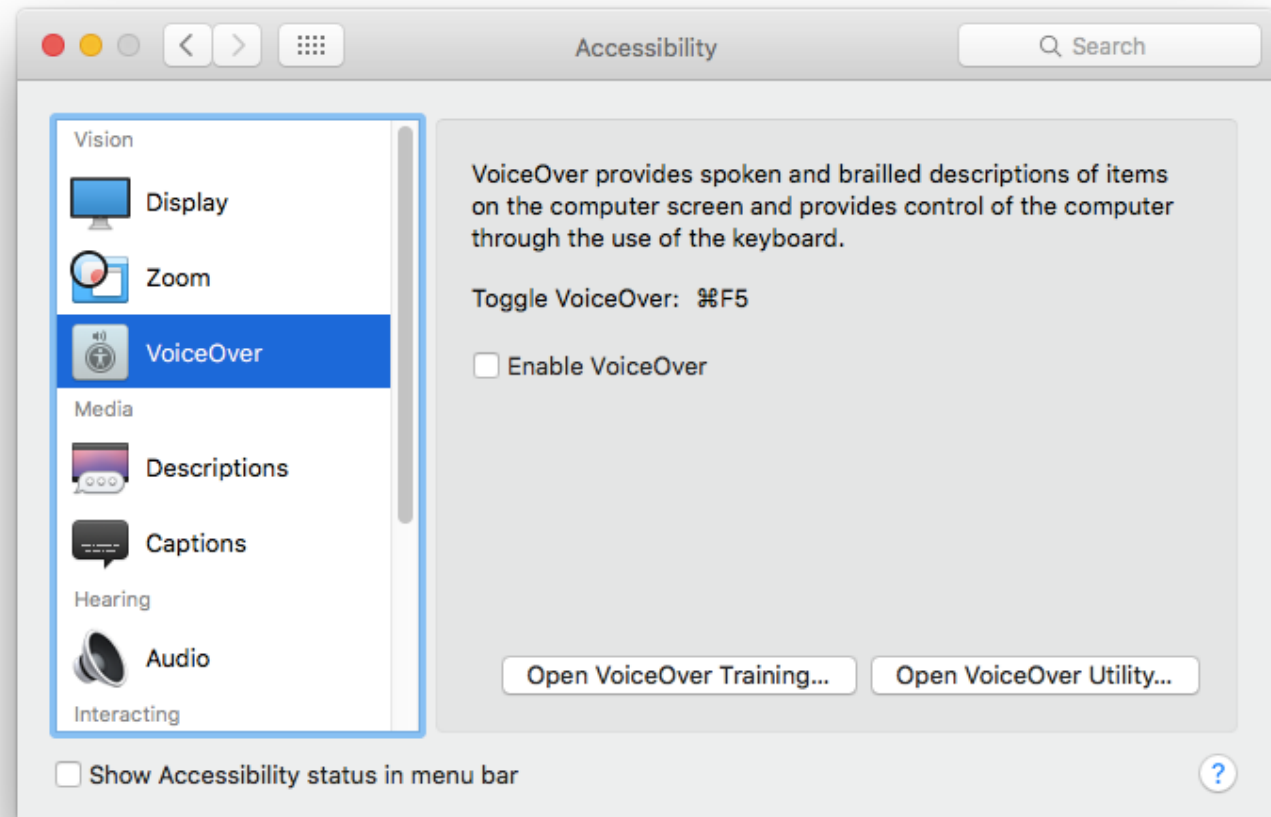 Accessibility
Search
Vision
Display
Zoom
VoiceOver
Media
Descriptions
Captions
Hearing
Audio
Interacting
VoiceOver provides spoken and brailled descriptions of items
on the computer screen and provides control of the computer
through the use of the keyboard.
Toggle VoiceOver: ⌘F5
Enable VoiceOver
Open VoiceOver Training...
Open VoiceOver Utility...
Show Accessibility status in menu bar
?